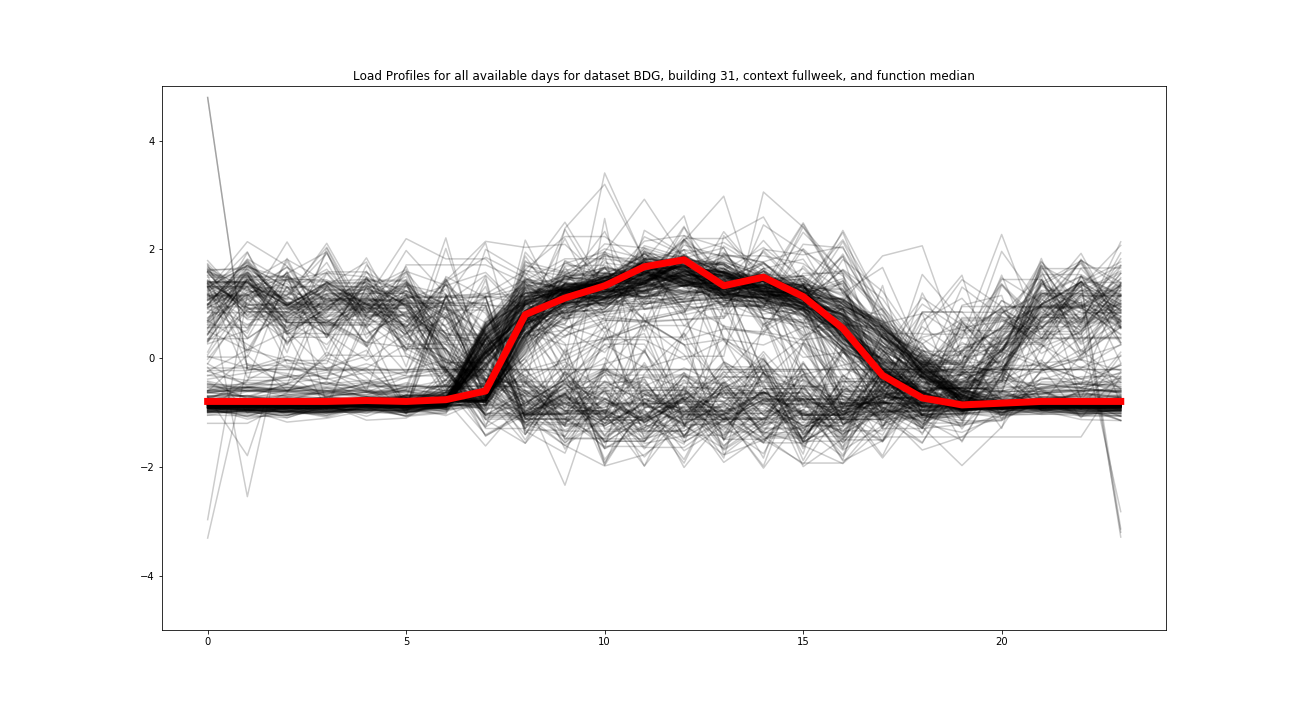 Load Profiles for all available days for dataset BDG, building 31, context fullweek, and function median
4
2
0
−2
−4
0 5 10 15 20